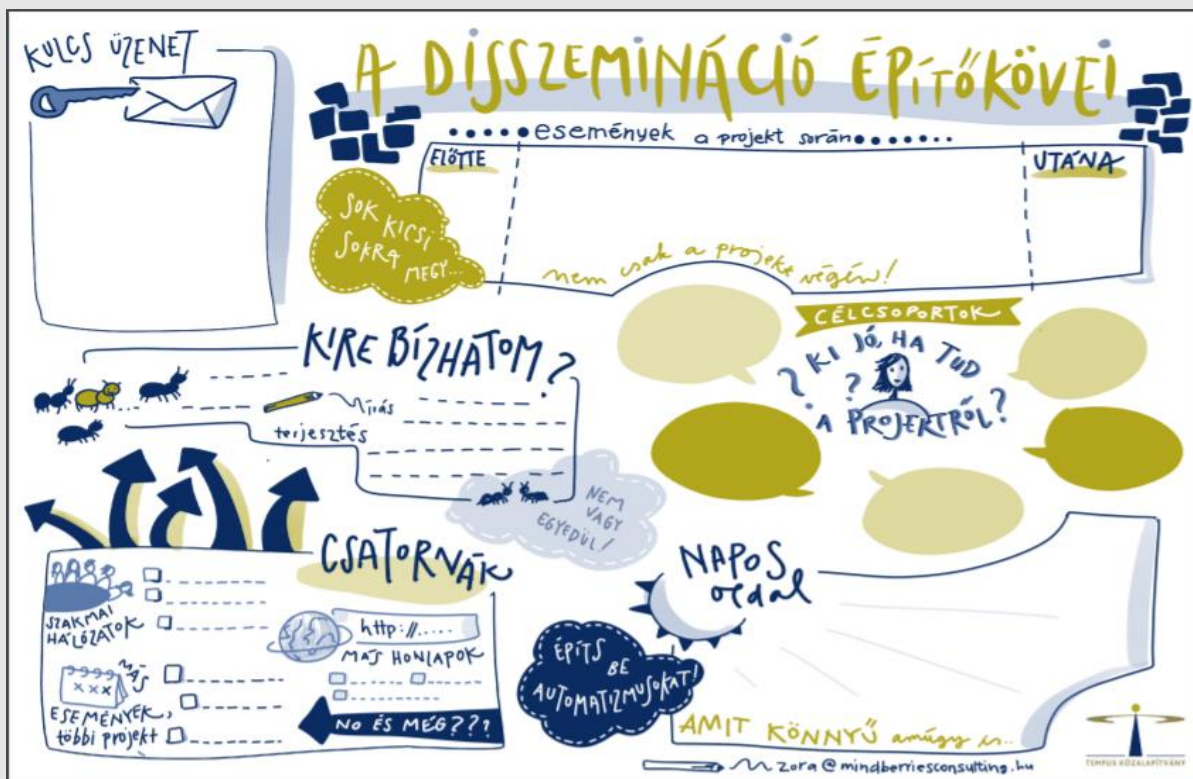 KULCS ÜZENET
A DISSZEMINÁCIÓ ÉPÍTŐKÖVEI
események a projekt során
ELŐTTE
UTÁNA
SOK KICSI
SOKRA
MEGY...
nem csak a projekt végén!
CÉLCSOPORTOK
? KI JÓ, HA TUD
?
A PROJEKTRŐL?
KIRE BÍZHATOM?
írás
terjesztés
NEM
VAGY
EGYEDÜL!
CSATORNÁK
SZAKMAI
HÁLÓZATOK
http://.....
MÁS HONLAPOK
xxx
MÁS
ESEMÉNYEK,
többi projekt
NO ÉS MÉG???
NAPOS
oldal
ÉPÍTS
BE
AUTOMATIZMUSOKAT!
AMIT KÖNNYŰ amúgy is..
zora@mindberriesconsulting.hu
TEMPUS KÖZALAPÍTVÁNY